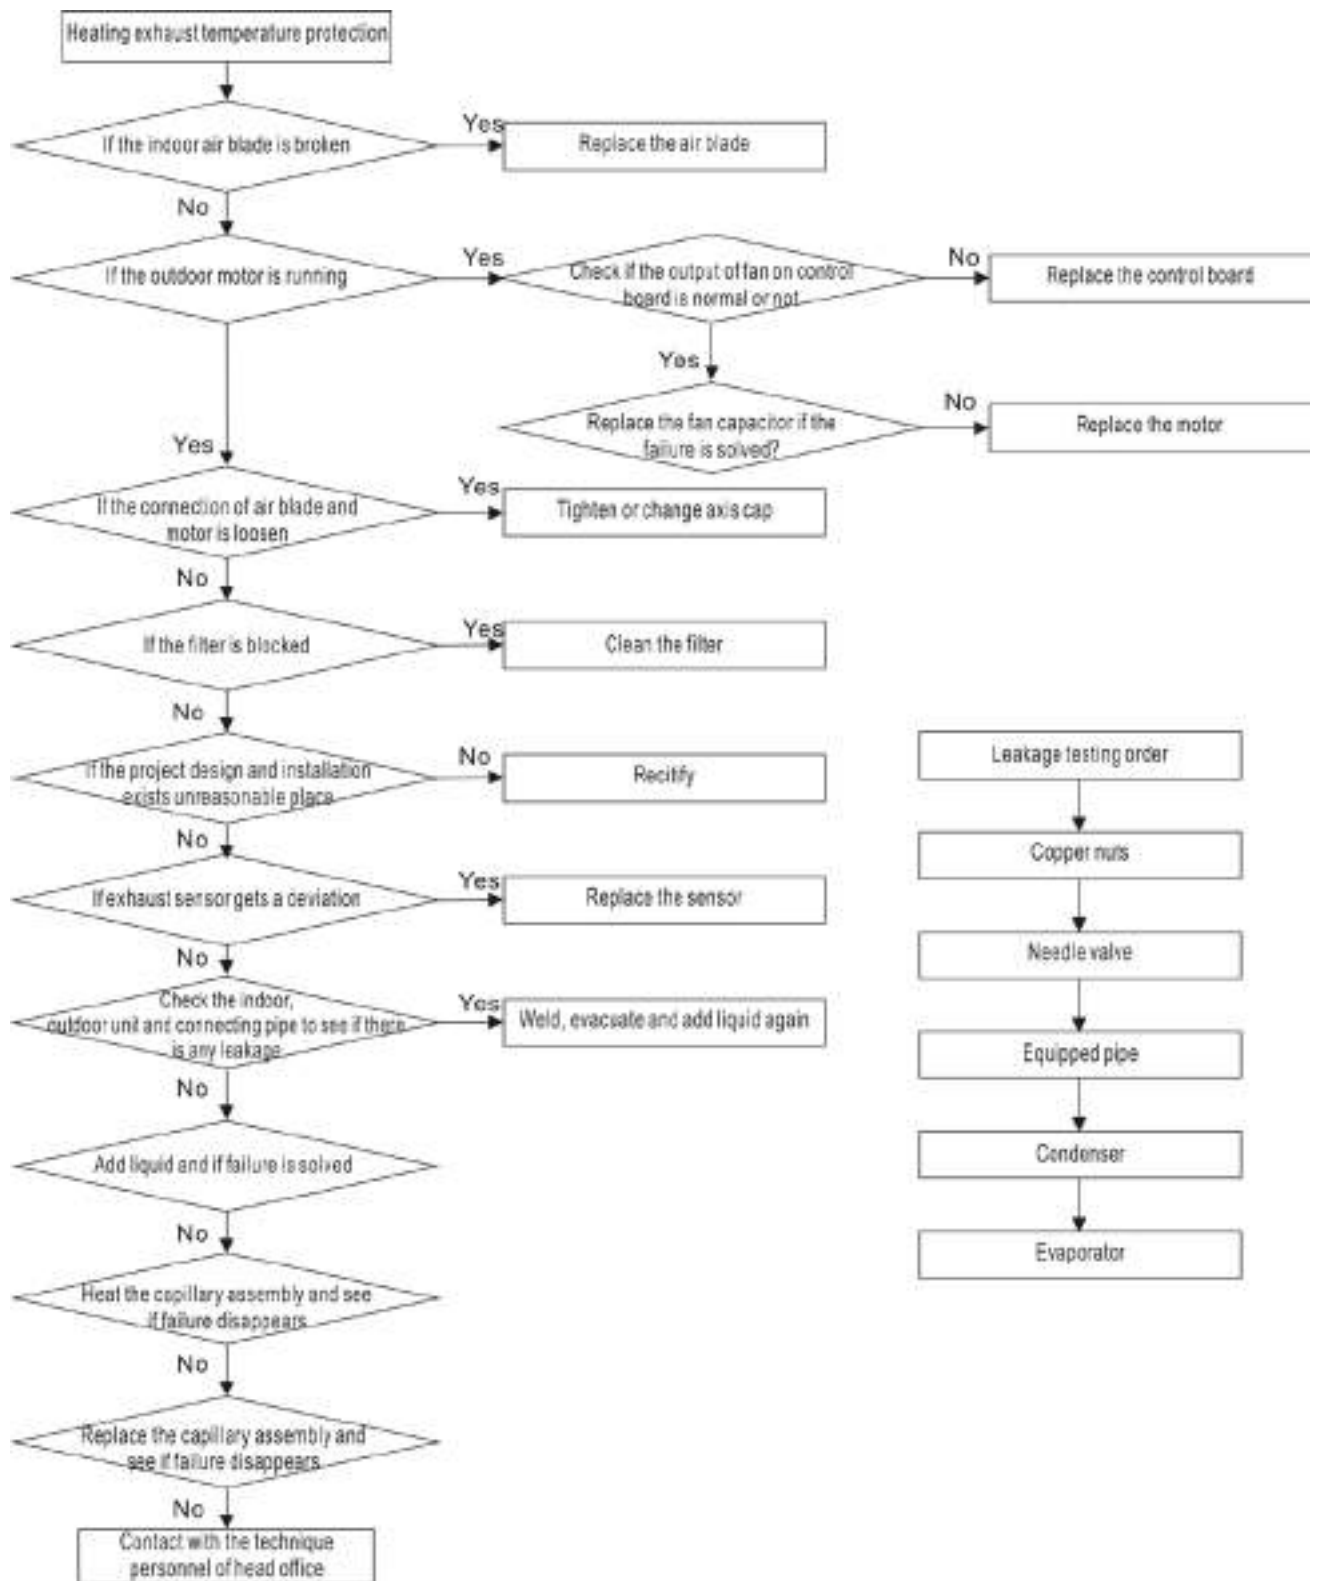 Heating exhaust temperature protection
If the indoor air blade is broken
Yes
Replace the air blade
No
If the outdoor motor is running
Yes
Check if the output of fan on control
board is normal or not
No
Replace the control board
Yes
Replace the fan capacitor if the
failure is solved?
No
Replace the motor
Yes
If the connection of air blade and
motor is loosen
Yes
Tighten or change axis cap
No
If the filter is blocked
Yes
Clean the filter
No
If the project design and installation
exists unreasonable place
No
Recitify
No
If exhaust sensor gets a deviation
Yes
Replace the sensor
No
Check the indoor,
outdoor unit and connecting pipe to see if there
is any leakage
Yes
Weld, evacuate and add liquid again
No
Add liquid and if failure is solved
No
Heat the capillary assembly and see
if failure disappears
No
Replace the capillary assembly and
see if failure disappears
No
Contact with the technique
personnel of head office
Leakage testing order
Copper nuts
Needle valve
Equipped pipe
Condenser
Evaporator